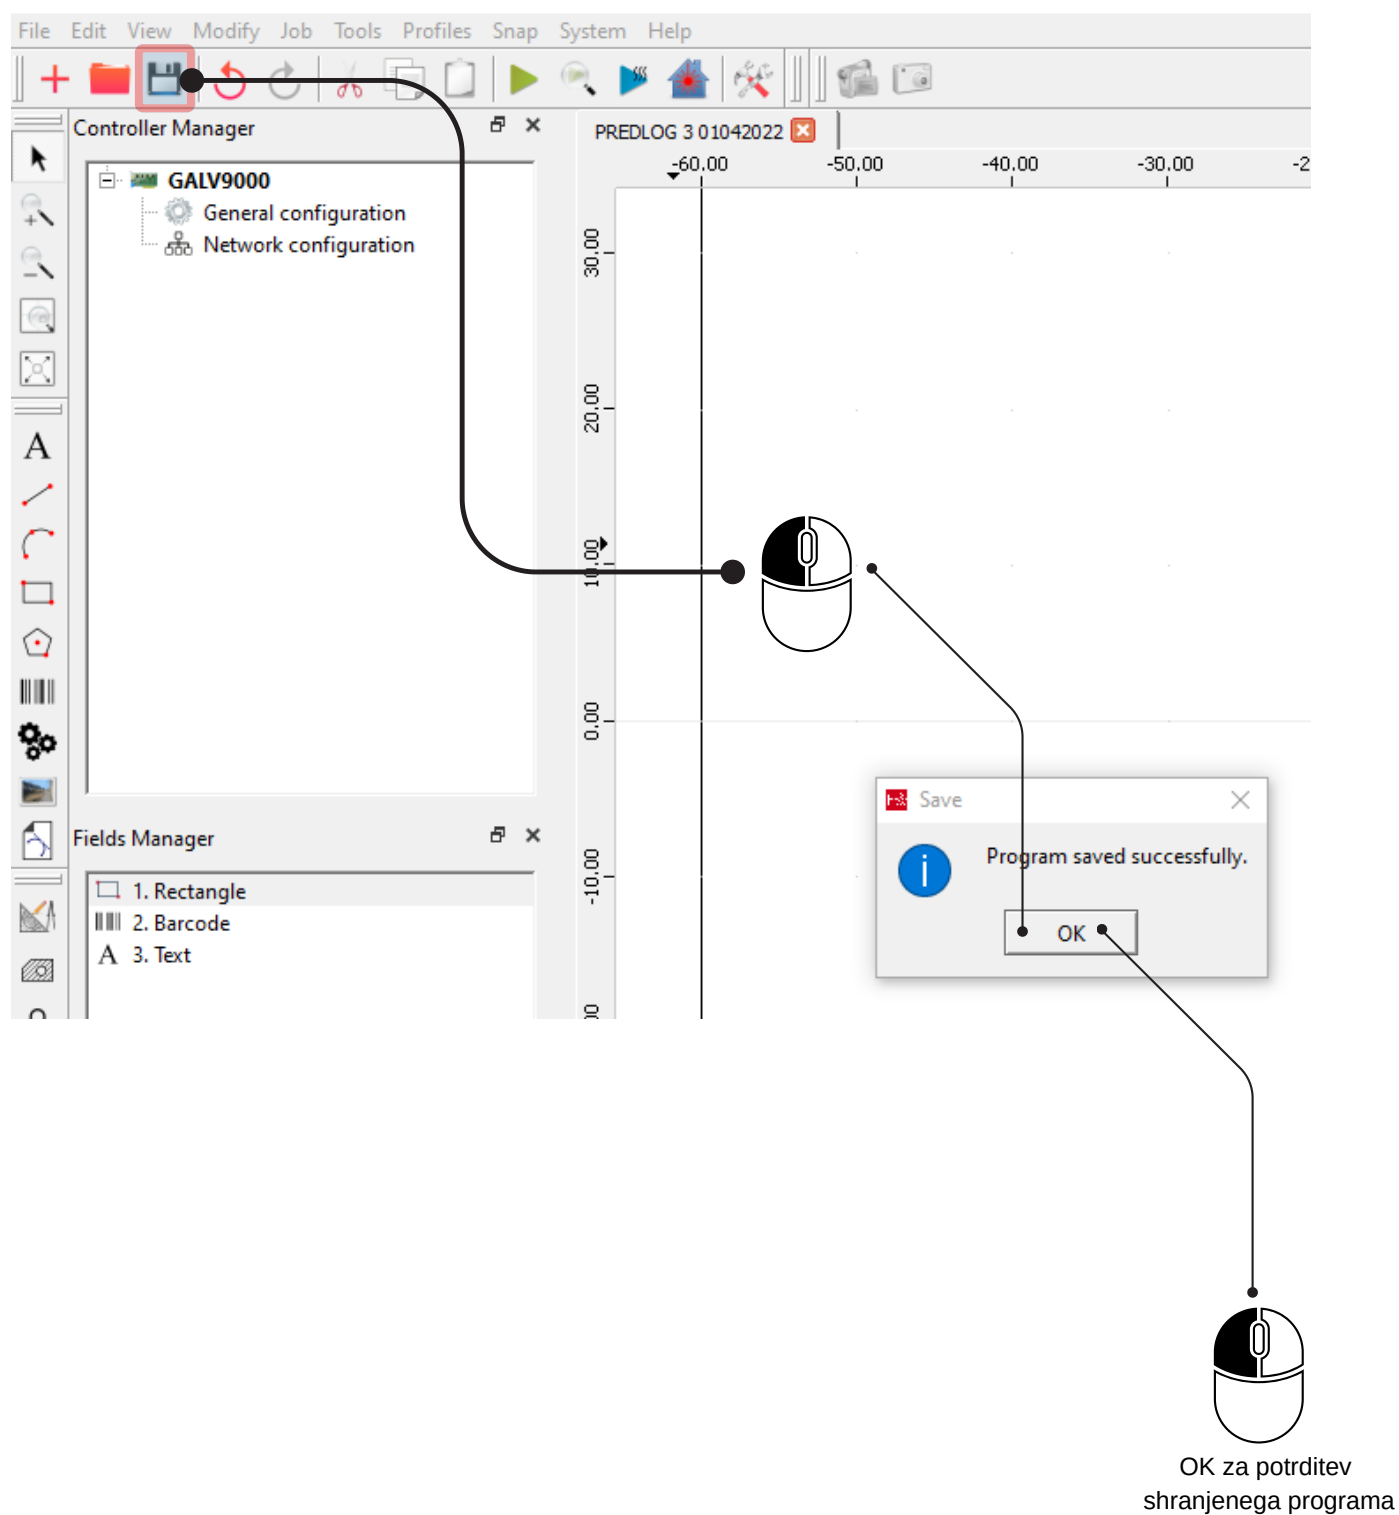 File Edit View Modify Job Tools Profiles Snap System Help
Controller Manager
PREDLOG 3 01042022
-60.00 -50.00 -40.00 -30.00 -2
GALV9000
General configuration
Network configuration
30.00
20.00
A
10.00
0.00
Save
Program saved successfully.
OK
Fields Manager
-10.00
1. Rectangle
2. Barcode
A 3. Text
00
OK za potrditev
shranjenega programa